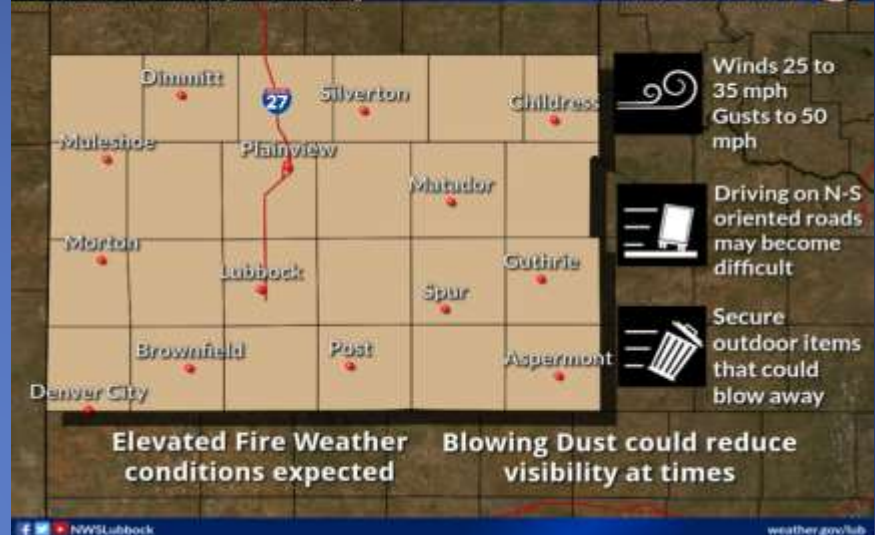 Dimmitt
27
Silverton
Childress
Muleshoe
Plainview
Matador
Morton
Lubbock
Guthrie
Spur
Brownfield
Post
Aspermont
Denver City
Winds 25 to
35 mph
Gusts to 50
mph
Driving on N-S
oriented roads
may become
difficult
Secure
outdoor items
that could
blow away
Elevated Fire Weather
conditions expected
Blowing Dust could reduce
visibility at times
NWSLubbock
weather.gov/lub